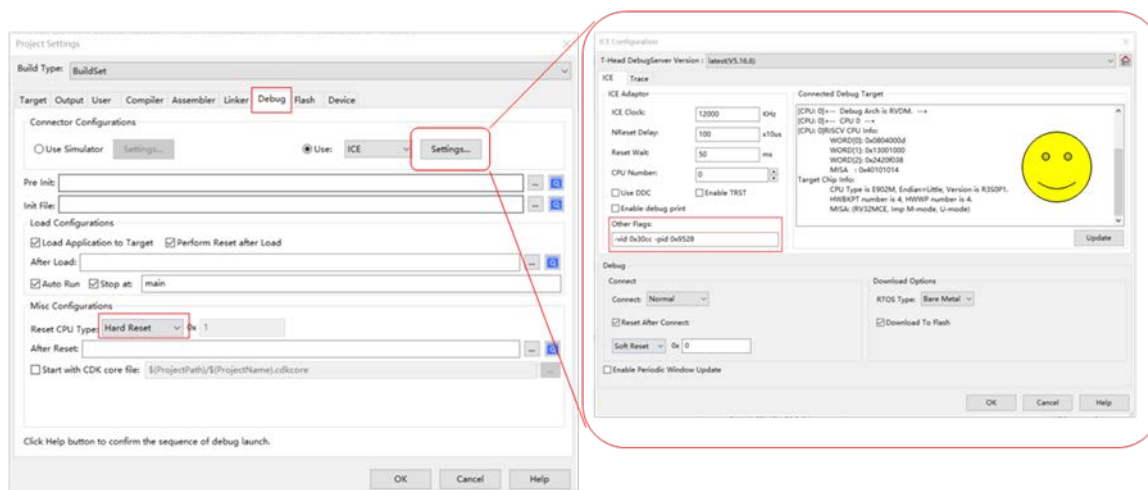 Project Settings
Build Type: BuildSet
Target Output User Compiler Assembler Linker Debug Flash Device
Connector Configurations
Use Simulator Settings... Use: ICE Settings...
Pre Init: ...
Init File: ...
Load Configurations
Load Application to Target Perform Reset after Load
After Load: ...
Auto Run Stop at: main
Misc Configurations
Reset CPU Type: Hard Reset 0x 1
After Reset: ...
Start with CDK core file: $(ProjectPath)/$(ProjectName).cdkcore ...
Click Help button to confirm the sequence of debug launch.
OK Cancel Help
ICE Configuration
T-Head DebugServer Version : latest(V5.16.6)
ICE Trace
ICE Adaptor
ICE Clock: 12000 KHz
NReset Delay: 100 x10us
Reset Wait: 50 ms
CPU Number: 0
Use DDC Enable TRST
Enable debug print
Other Flags:
-vid 0x30cc -pid 0x9528
Connected Debug Target
[CPU: 0]+-- Debug Arch is RVDM. --+
[CPU: 0]+-- CPU 0 --+
[CPU: 0]RISCV CPU Info:
WORD[0]: 0x0804000d
WORD[1]: 0x13001000
WORD[2]: 0x2420f038
MISA : 0x40101014
Target Chip Info:
CPU Type is E902M, Endian=Little, Version is R3S0P1.
HWBKPT number is 4, HWWP number is 4.
MISA: (RV32MCE, Imp M-mode, U-mode)
Update
Debug
Connect
Connect: Normal
Reset After Connect:
Soft Reset 0x 0
Enable Periodic Window Update
Download Options
RTOS Type: Bare Metal
Download To Flash
OK Cancel Help